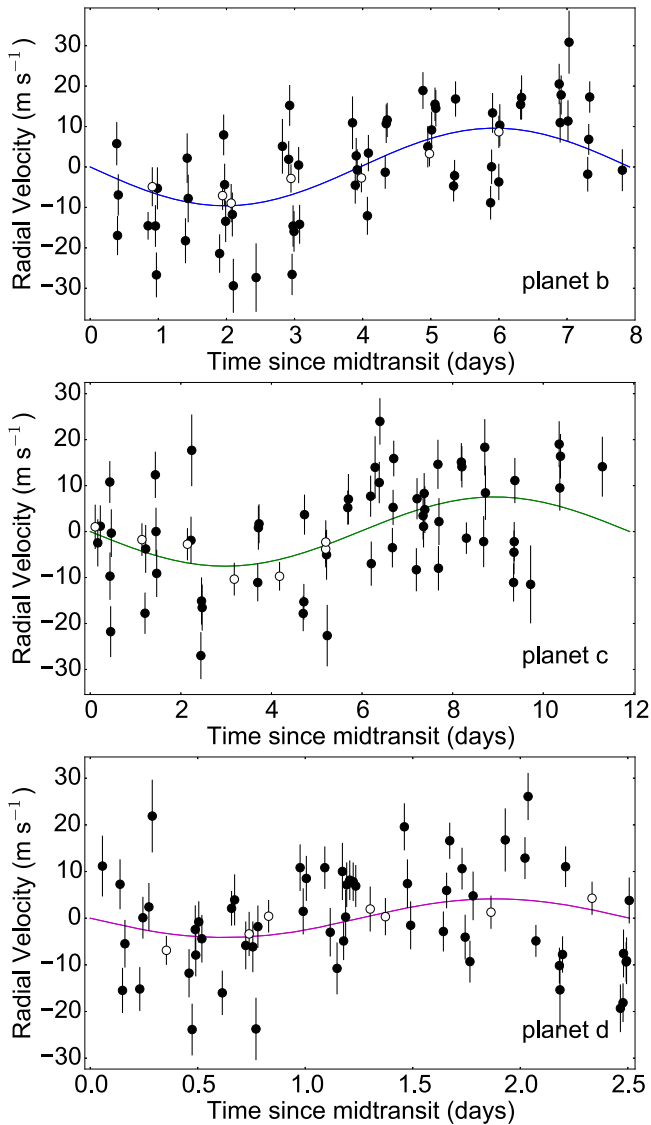 30
20
10
0
−10
−20
−30
Radial Velocity (m s⁻¹)
planet b
0 1 2 3 4 5 6 7 8
Time since midtransit (days)
30
20
10
0
−10
−20
−30
Radial Velocity (m s⁻¹)
planet c
0 2 4 6 8 10 12
Time since midtransit (days)
30
20
10
0
−10
−20
−30
Radial Velocity (m s⁻¹)
planet d
0.0 0.5 1.0 1.5 2.0 2.5
Time since midtransit (days)